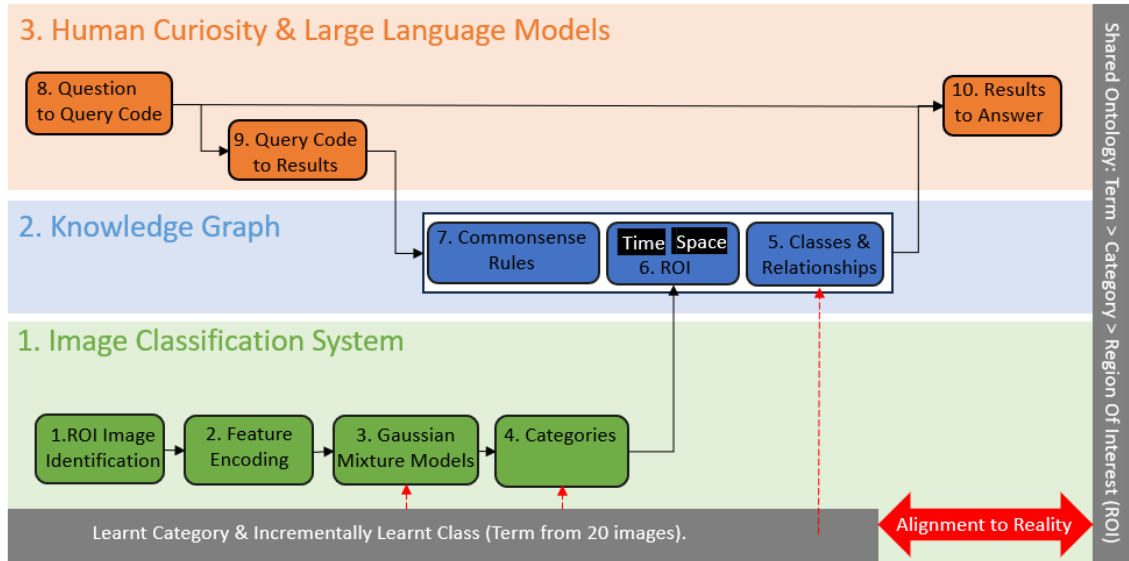 3. Human Curiosity & Large Language Models
8. Question
to Query Code
9. Query Code
to Results
10. Results
to Answer
2. Knowledge Graph
7. Commonsense
Rules
Time Space
6. ROI
5. Classes &
Relationships
1. Image Classification System
1.ROI Image
Identification
2. Feature
Encoding
3. Gaussian
Mixture Models
4. Categories
Learnt Category & Incrementally Learnt Class (Term from 20 images).
Alignment to Reality
Shared Ontology: Term > Category > Region Of Interest (ROI)